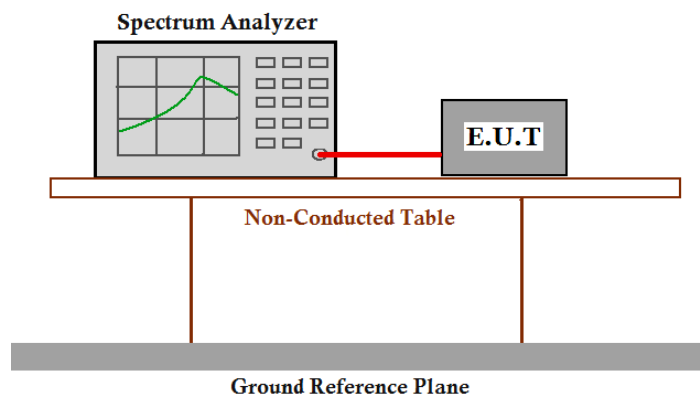 Spectrum Analyzer
E.U.T
Non-Conducted Table
Ground Reference Plane